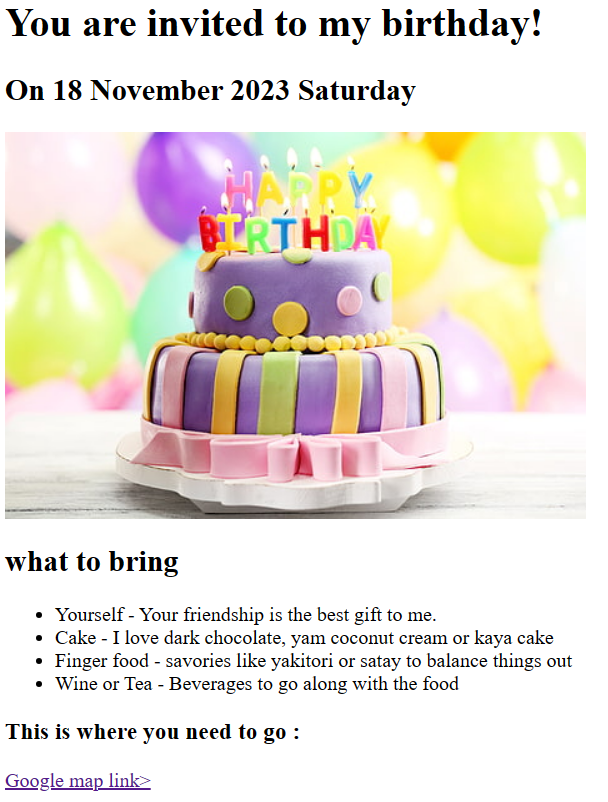 You are invited to my birthday!
On 18 November 2023 Saturday
HAPPY
BIRTHDAY
what to bring
Yourself - Your friendship is the best gift to me.
Cake - I love dark chocolate, yam coconut cream or kaya cake
Finger food - savories like yakitori or satay to balance things out
Wine or Tea - Beverages to go along with the food
This is where you need to go :
Google map link>